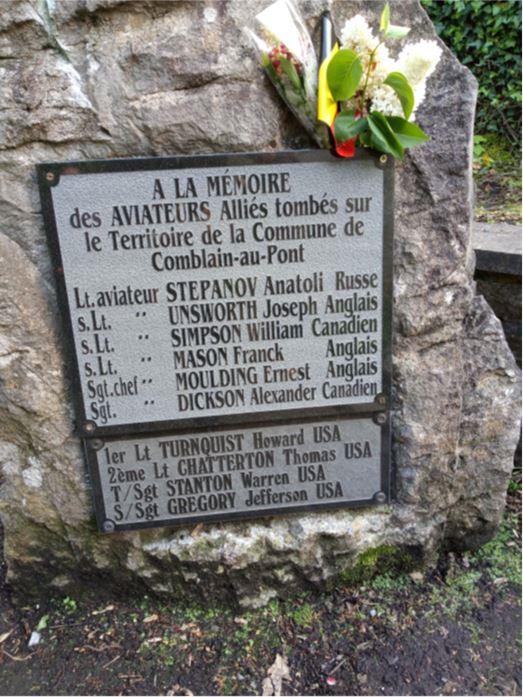 A LA MÉMOIRE
des AVIATEURS Alliés tombés sur
le Territoire de la Commune de
Comblain-au-Pont
Lt. aviateur STEPANOV Anatoli Russe
s.Lt. " UNSWORTH Joseph Anglais
s.Lt. " SIMPSON William Canadien
s.Lt. " MASON Franck Anglais
Sgt.chef " MOULDING Ernest Anglais
Sgt. " DICKSON Alexander Canadien
1er Lt TURNQUIST Howard USA
2ème Lt CHATTERTON Thomas USA
T/Sgt STANTON Warren USA
S/Sgt GREGORY Jefferson USA